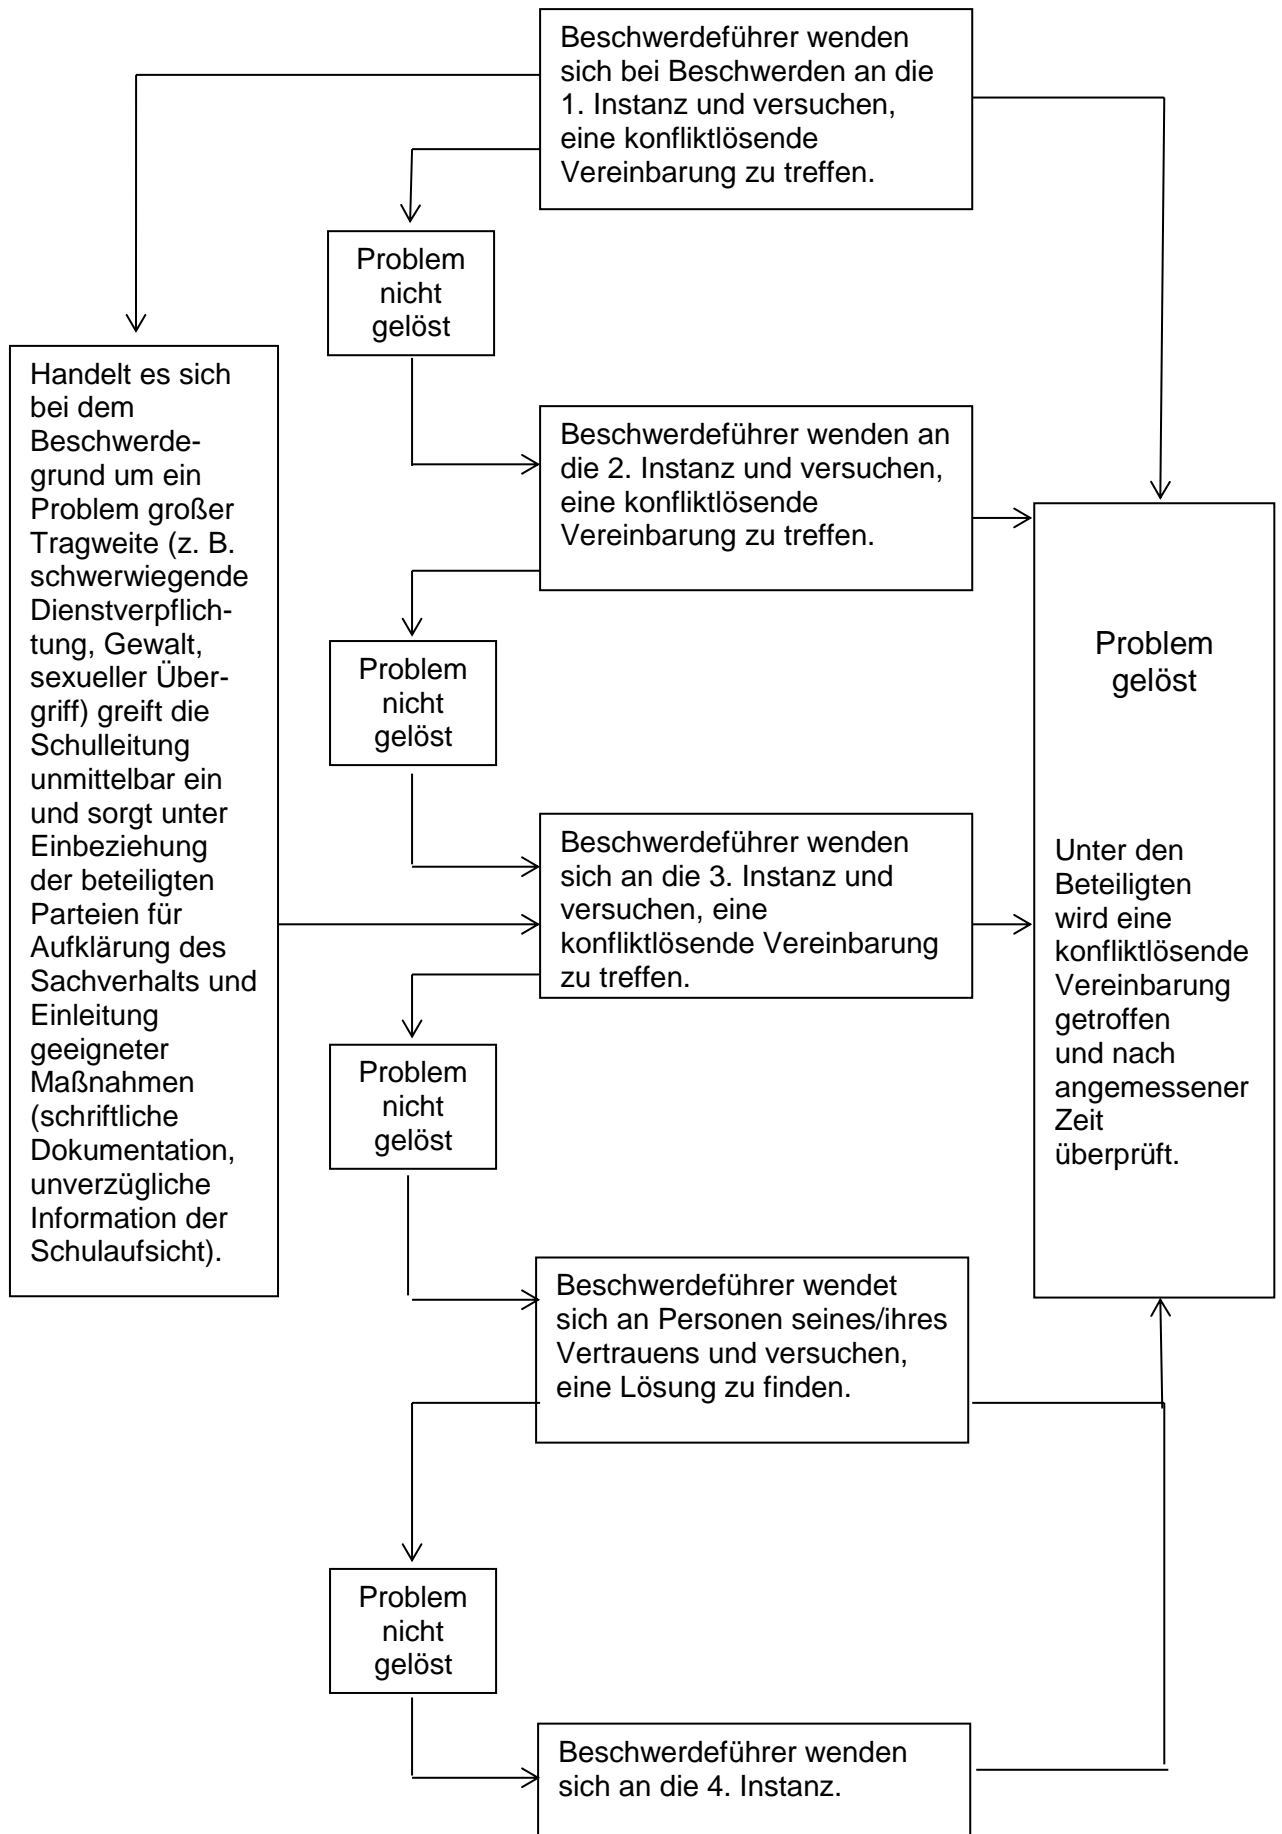 Beschwerdeführer wenden
sich bei Beschwerden an die
1. Instanz und versuchen,
eine konfliktlösende
Vereinbarung zu treffen.
Problem
nicht
gelöst
Handelt es sich
bei dem
Beschwerde-
grund um ein
Problem großer
Tragweite (z. B.
schwerwiegende
Dienstverpflich-
tung, Gewalt,
sexueller Über-
griff) greift die
Schulleitung
unmittelbar ein
und sorgt unter
Einbeziehung
der beteiligten
Parteien für
Aufklärung des
Sachverhalts und
Einleitung
geeigneter
Maßnahmen
(schriftliche
Dokumentation,
unverzügliche
Information der
Schulaufsicht).
Beschwerdeführer wenden an
die 2. Instanz und versuchen,
eine konfliktlösende
Vereinbarung zu treffen.
Problem
nicht
gelöst
Problem
gelöst
Unter den
Beteiligten
wird eine
konfliktlösende
Vereinbarung
getroffen
und nach
angemessener
Zeit
überprüft.
Beschwerdeführer wenden
sich an die 3. Instanz und
versuchen, eine
konfliktlösende Vereinbarung
zu treffen.
Problem
nicht
gelöst
Beschwerdeführer wendet
sich an Personen seines/ihres
Vertrauens und versuchen,
eine Lösung zu finden.
Problem
nicht
gelöst
Beschwerdeführer wenden
sich an die 4. Instanz.